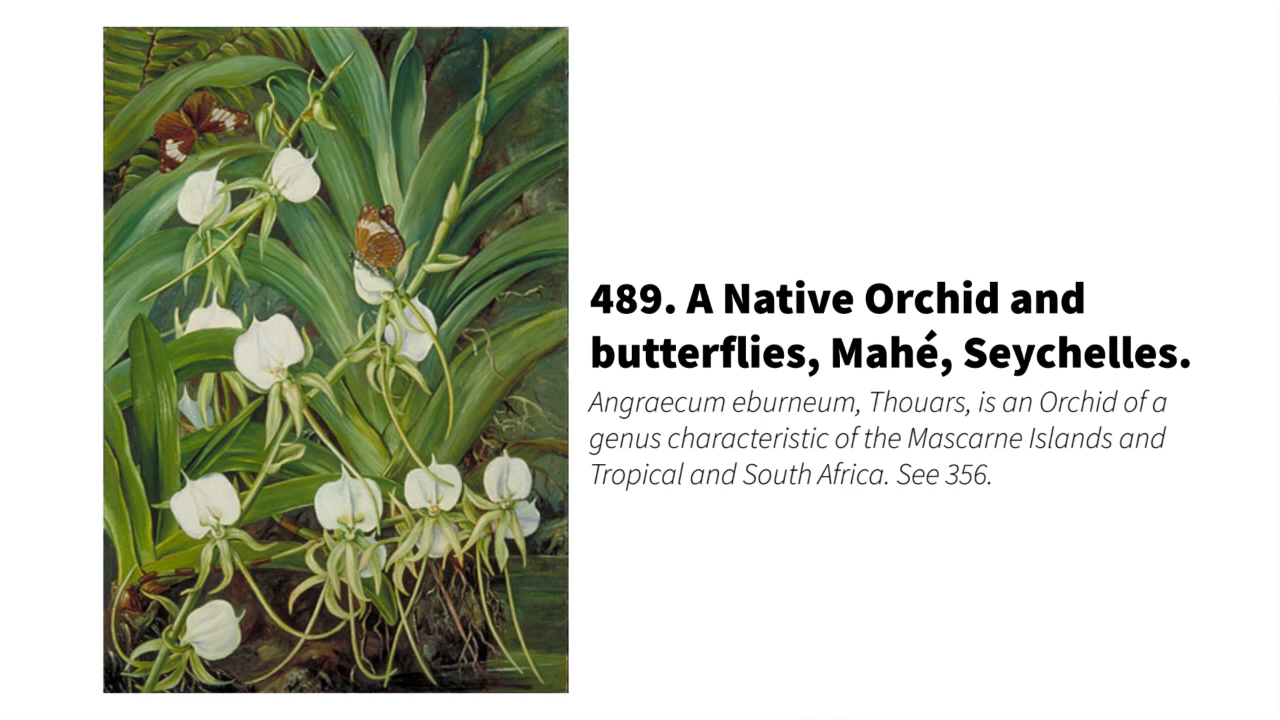 489. A Native Orchid and
butterflies, Mahé, Seychelles.
Angraecum eburneum, Thouars, is an Orchid of a
genus characteristic of the Mascarne Islands and
Tropical and South Africa. See 356.